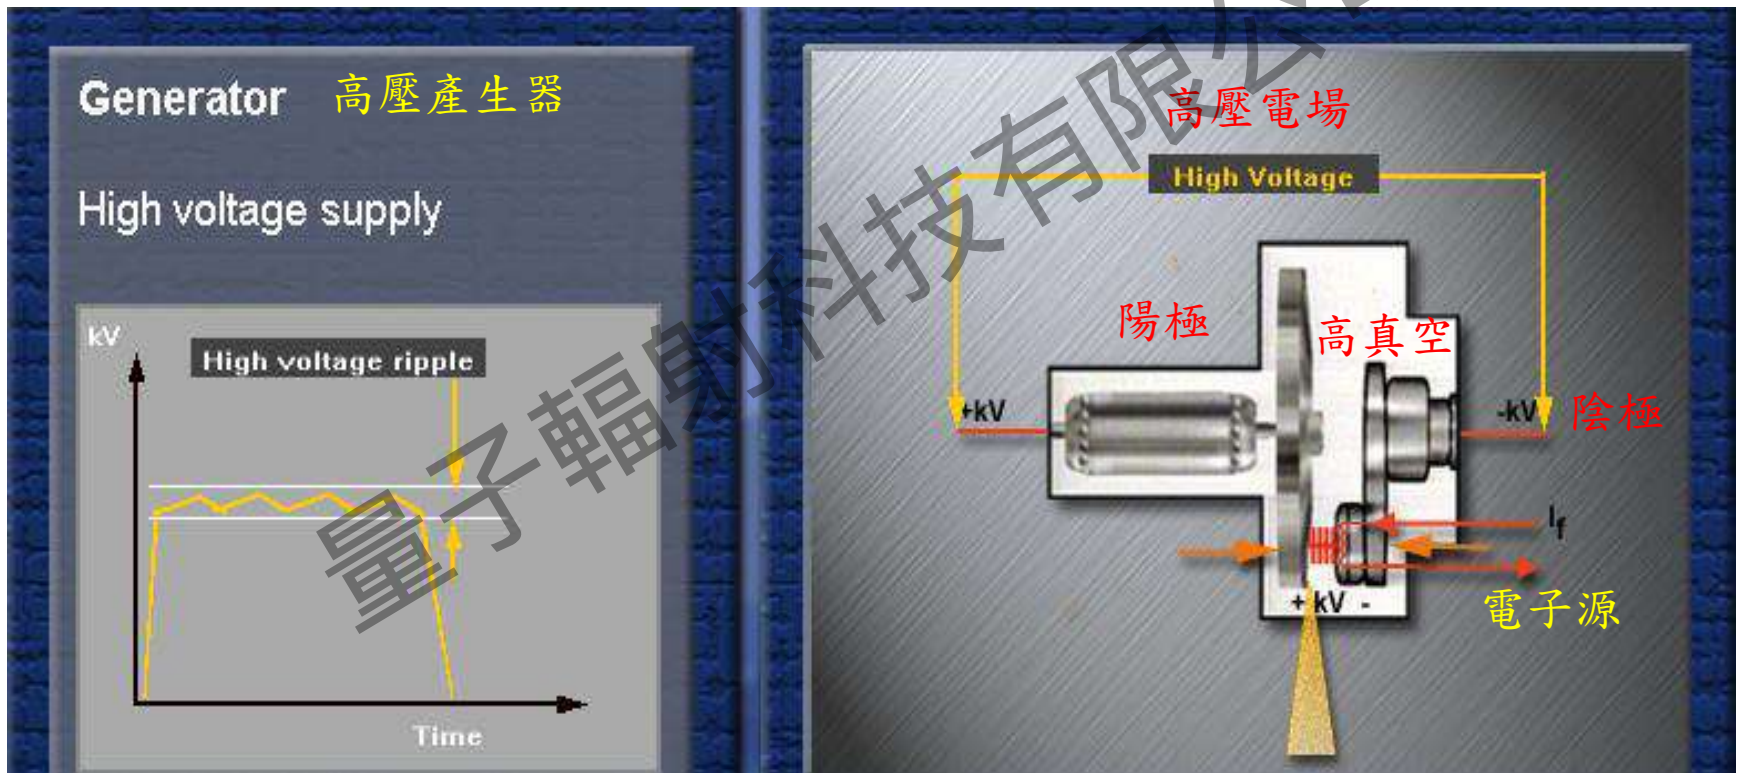 Generator 高壓產生器
High voltage supply
kV
High voltage ripple
Time
高壓電場
High Voltage
陽極
高真空
+kV
-kV 陰極
If
+ kV -
電子源
量子輻射科技有限公